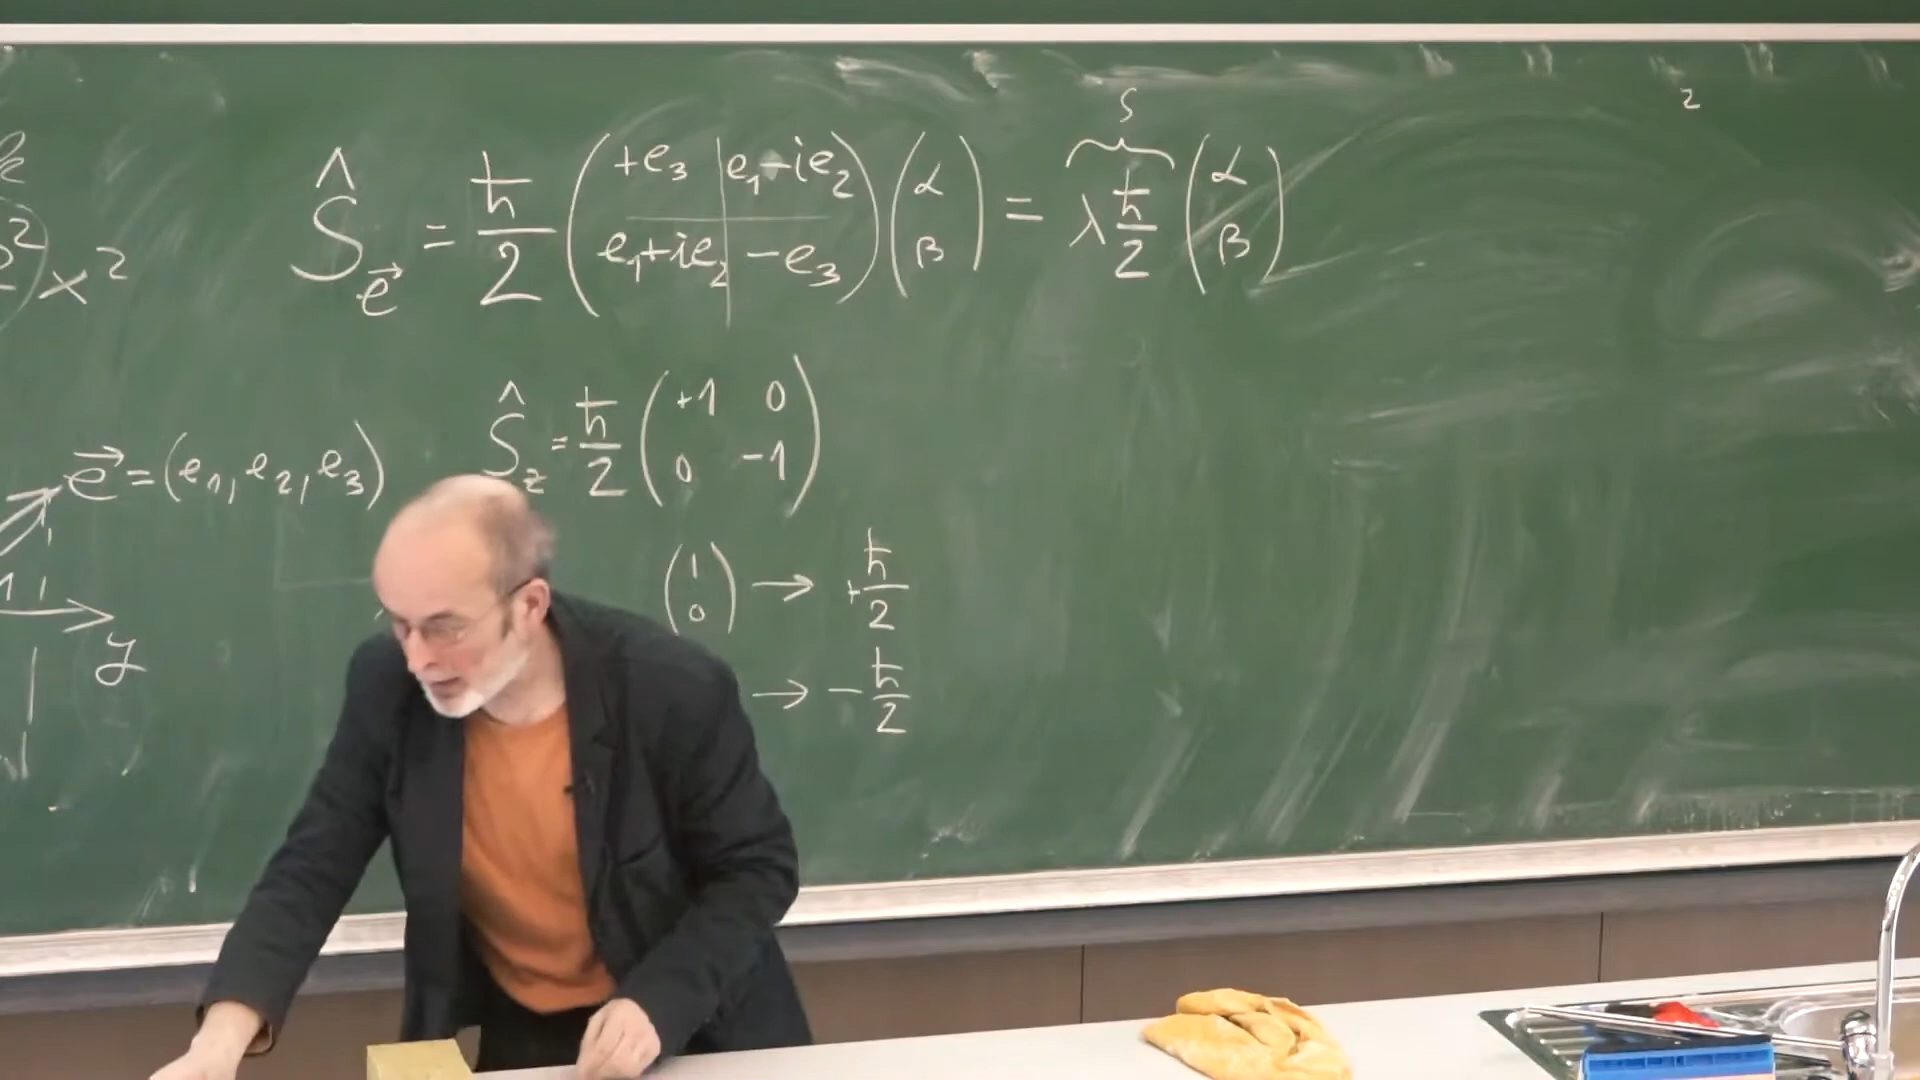 s
2
Ŝ_e⃗ = ħ/2 ( +e₃ | e₁-ie₂ ; e₁+ie₂ | -e₃ ) ( α ; β ) = λ ħ/2 ( α ; β )
x²
Ŝ_z = ħ/2 ( +1 0 ; 0 -1 )
e⃗ = (e₁, e₂, e₃)
( 1 ; 0 ) → +ħ/2
y
→ -ħ/2